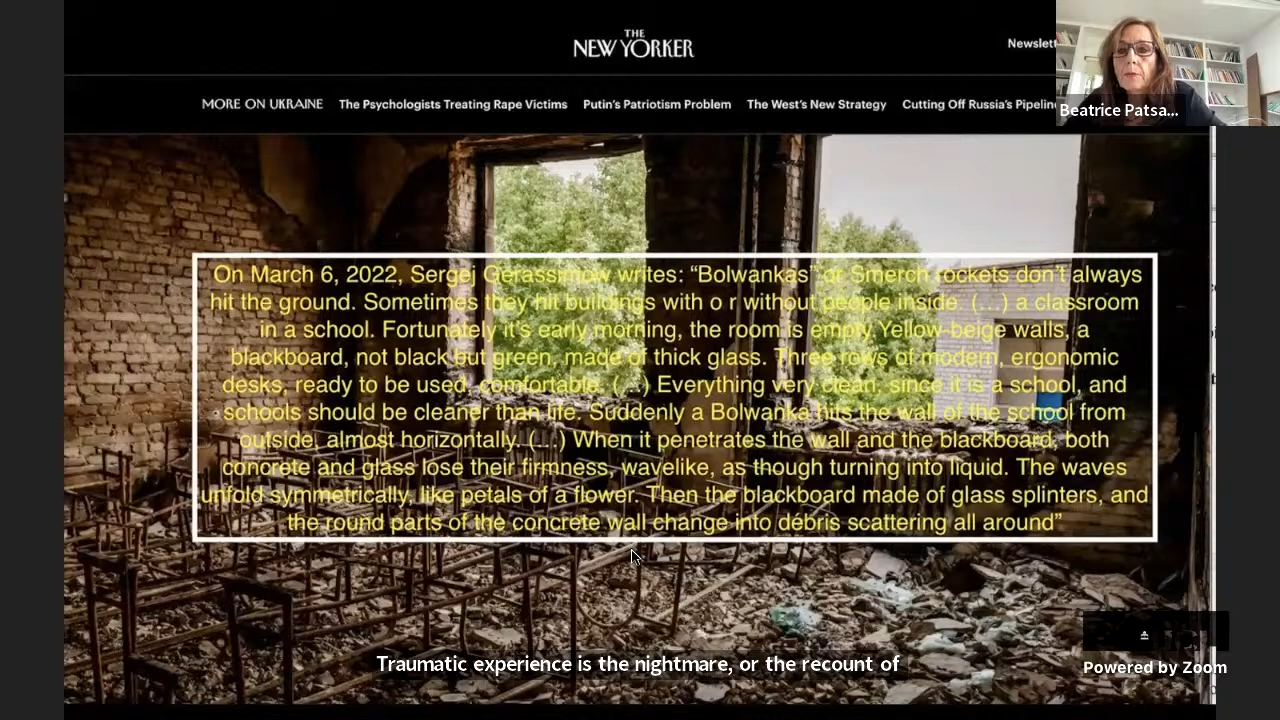 THE
NEW YORKER
Newslett
MORE ON UKRAINE The Psychologists Treating Rape Victims Putin's Patriotism Problem The West's New Strategy Cutting Off Russia's Pipeline
Beatrice Patsa...
On March 6, 2022, Sergej Gerassimow writes: “Bolwankas” or Smerch rockets don’t always
hit the ground. Sometimes they hit buildings with o r without people inside. (…) a classroom
in a school. Fortunately it’s early morning, the room is empty. Yellow-beige walls, a
blackboard, not black but green, made of thick glass. Three rows of modern, ergonomic
desks, ready to be used, comfortable. (…) Everything very clean, since it is a school, and
schools should be cleaner than life. Suddenly a Bolwanka hits the wall of the school from
outside, almost horizontally. (…) When it penetrates the wall and the blackboard, both
concrete and glass lose their firmness, wavelike, as though turning into liquid. The waves
unfold symmetrically, like petals of a flower. Then the blackboard made of glass splinters, and
the round parts of the concrete wall change into débris scattering all around”
Traumatic experience is the nightmare, or the recount of
Powered by Zoom